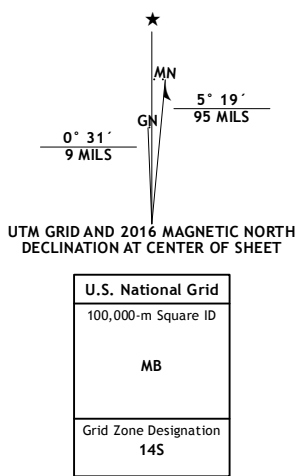 MN
GN
5° 19´
95 MILS
0° 31´
9 MILS
UTM GRID AND 2016 MAGNETIC NORTH
DECLINATION AT CENTER OF SHEET
U.S. National Grid
100,000-m Square ID
MB
Grid Zone Designation
14S